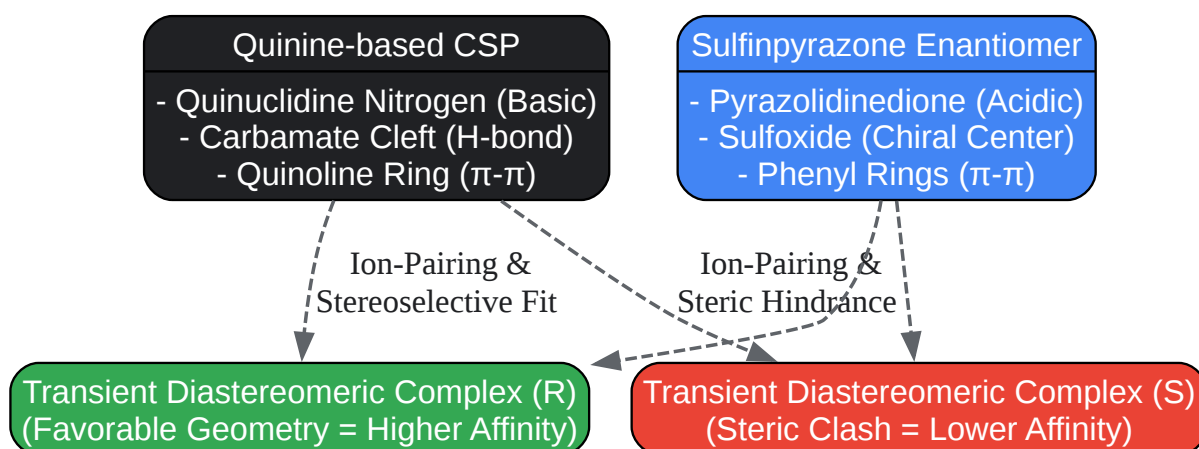 Quinine-based CSP
- Quinuclidine Nitrogen (Basic)
- Carbamate Cleft (H-bond)
- Quinoline Ring (π-π)
Sulfinpyrazone Enantiomer
- Pyrazolidinedione (Acidic)
- Sulfoxide (Chiral Center)
- Phenyl Rings (π-π)
Ion-Pairing &
Stereoselective Fit
Ion-Pairing &
Steric Hindrance
Transient Diastereomeric Complex (R)
(Favorable Geometry = Higher Affinity)
Transient Diastereomeric Complex (S)
(Steric Clash = Lower Affinity)